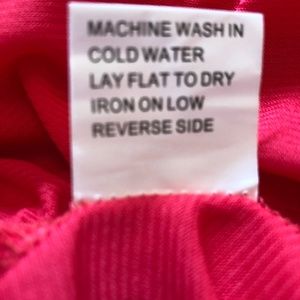 MACHINE WASH IN
COLD WATER
LAY FLAT TO DRY
IRON ON LOW
REVERSE SIDE